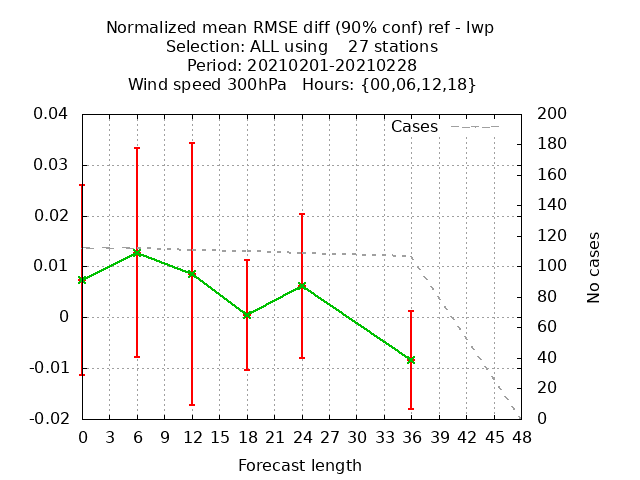 Normalized mean RMSE diff (90% conf) ref - lwp
Selection: ALL using    27 stations
Period: 20210201-20210228
Wind speed 300hPa   Hours: {00,06,12,18}
0.04
0.03
0.02
0.01
0
-0.01
-0.02
Cases
200
180
160
140
120
100
80
60
40
20
0
No cases
0 3 6 9 12 15 18 21 24 27 30 33 36 39 42 45 48
Forecast length